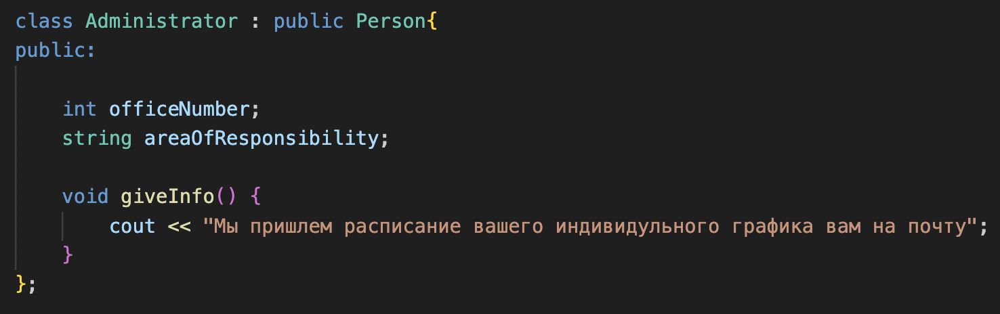 class Administrator : public Person{
public:
int officeNumber;
string areaOfResponsibility;
void giveInfo() {
cout << "Мы пришлем расписание вашего индивидульного графика вам на почту";
}
};